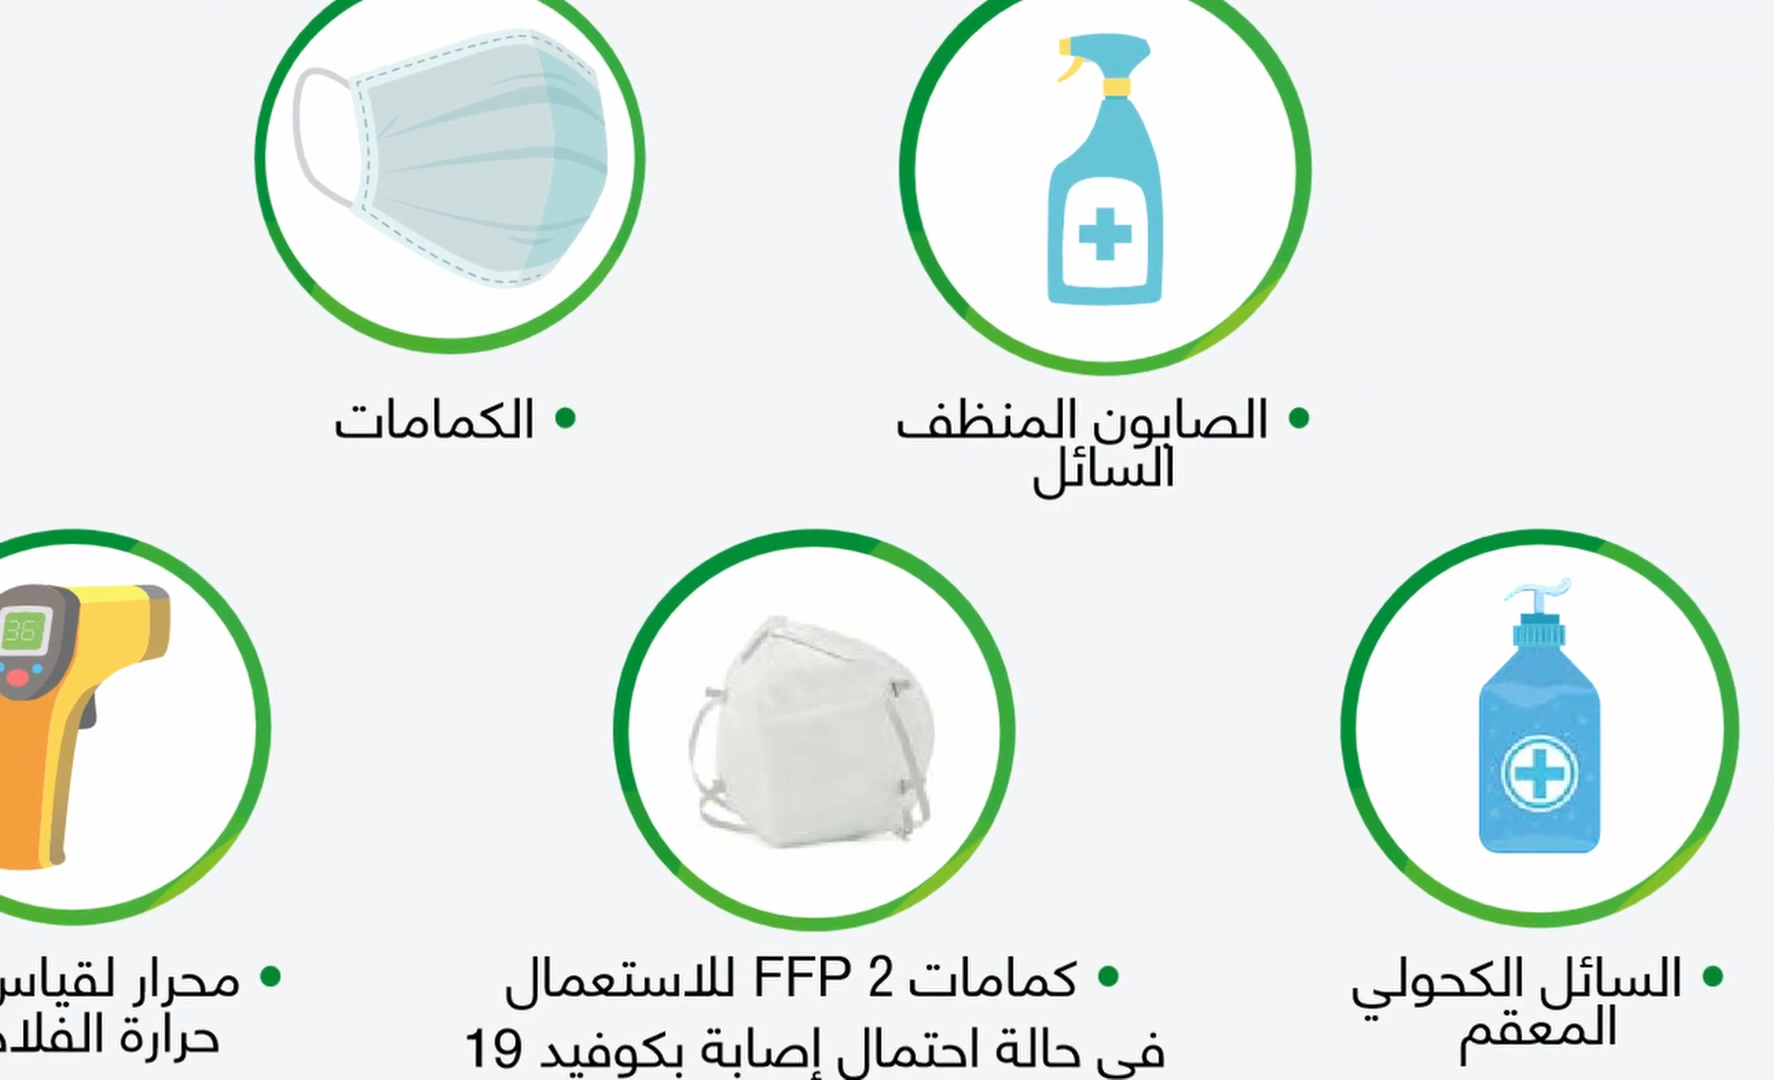 • الصابون المنظف
السائل
• الكمامات
36
• السائل الكحولي
المعقم
• كمامات FFP 2 للاستعمال
في حالة احتمال إصابة بكوفيد 19
• محرار لقياس
حرارة